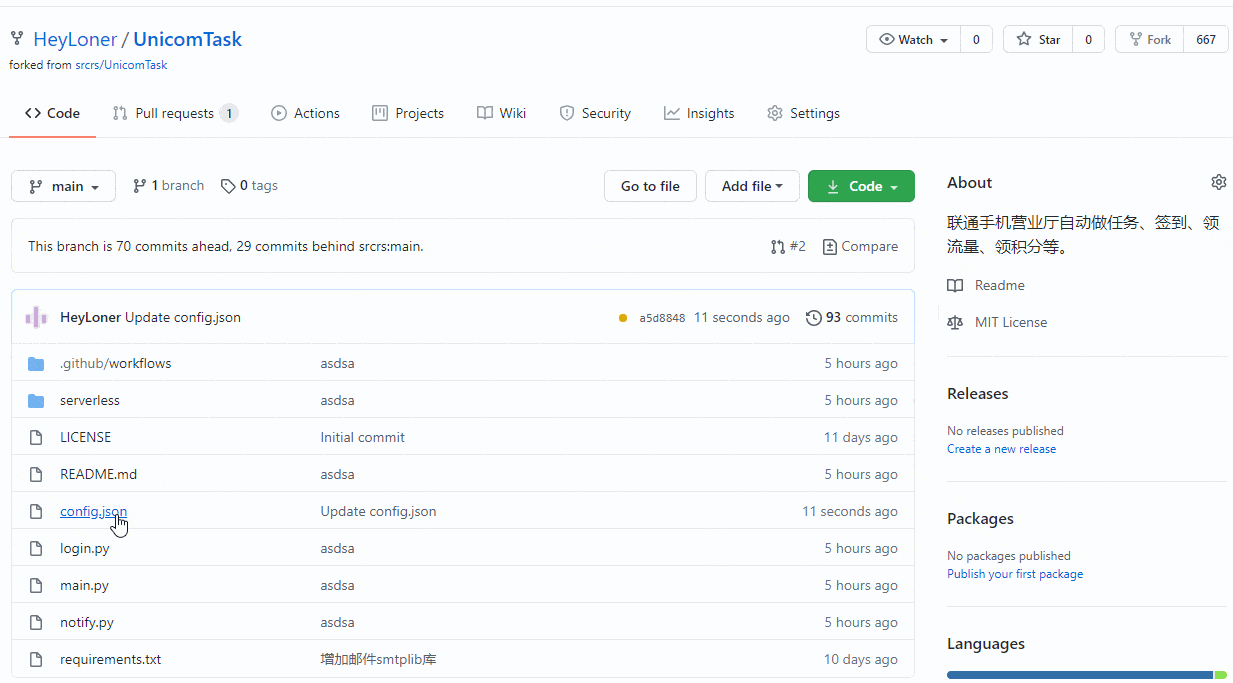 HeyLoner / UnicomTask
forked from srcrs/UnicomTask
Watch 0 Star 0 Fork 667
Code Pull requests 1 Actions Projects Wiki Security Insights Settings
main 1 branch 0 tags Go to file Add file Code
This branch is 70 commits ahead, 29 commits behind srcrs:main. #2 Compare
HeyLoner Update config.json a5d8848 11 seconds ago 93 commits
.github/workflows asdsa 5 hours ago
serverless asdsa 5 hours ago
LICENSE Initial commit 11 days ago
README.md asdsa 5 hours ago
config.json Update config.json 11 seconds ago
login.py asdsa 5 hours ago
main.py asdsa 5 hours ago
notify.py asdsa 5 hours ago
requirements.txt 增加邮件smtplib库 10 days ago
About
联通手机营业厅自动做任务、签到、领
流量、领积分等。
Readme
MIT License
Releases
No releases published
Create a new release
Packages
No packages published
Publish your first package
Languages